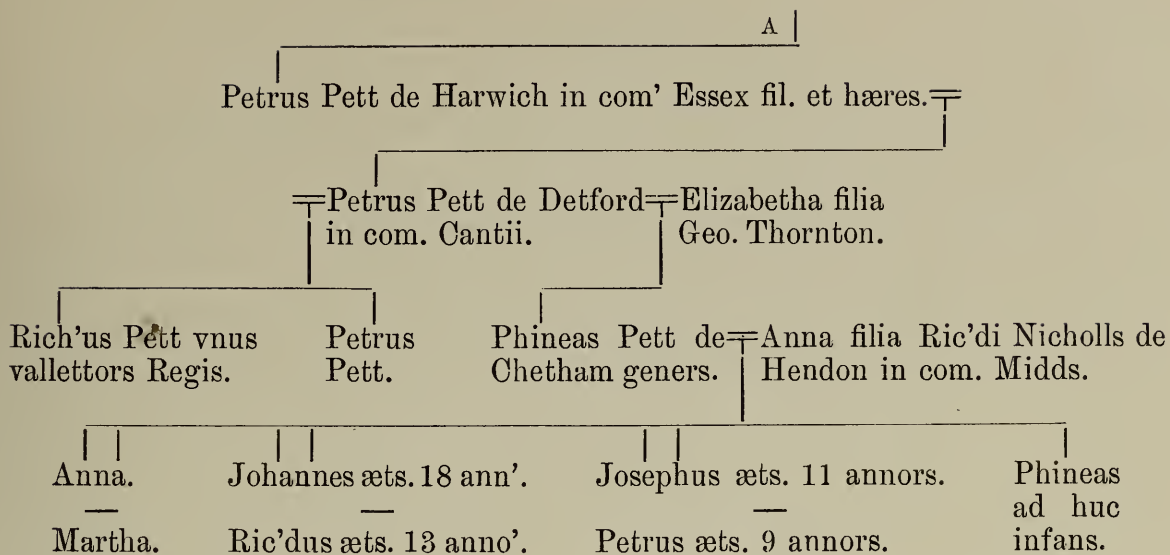 A
Petrus Pett de Harwich in com' Essex fil. et hæres.
Petrus Pett de Detford
in com. Cantii.
Elizabetha filia
Geo. Thornton.
Rich'us Pett vnus
vallettors Regis.
Petrus
Pett.
Phineas Pett de
Chetham geners.
Anna filia Ric'di Nicholls de
Hendon in com. Midds.
Anna.
Martha.
Johannes æts. 18 ann'.
Ric'dus æts. 13 anno'.
Josephus æts. 11 annors.
Petrus æts. 9 annors.
Phineas
ad huc
infans.